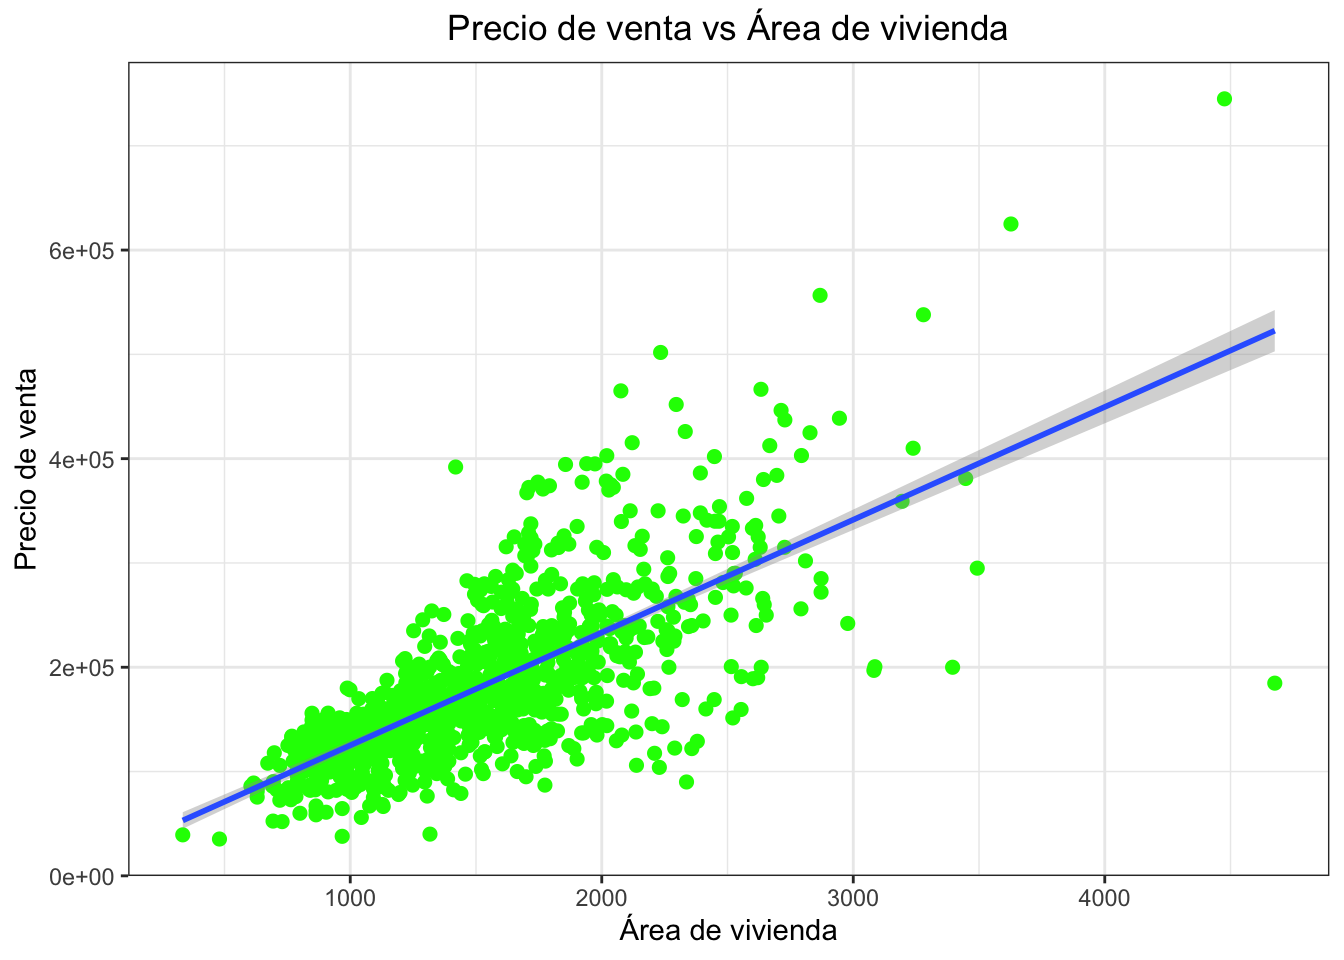 Precio de venta vs Área de vivienda
Precio de venta
6e+05
4e+05
2e+05
0e+00
1000 2000 3000 4000
Área de vivienda